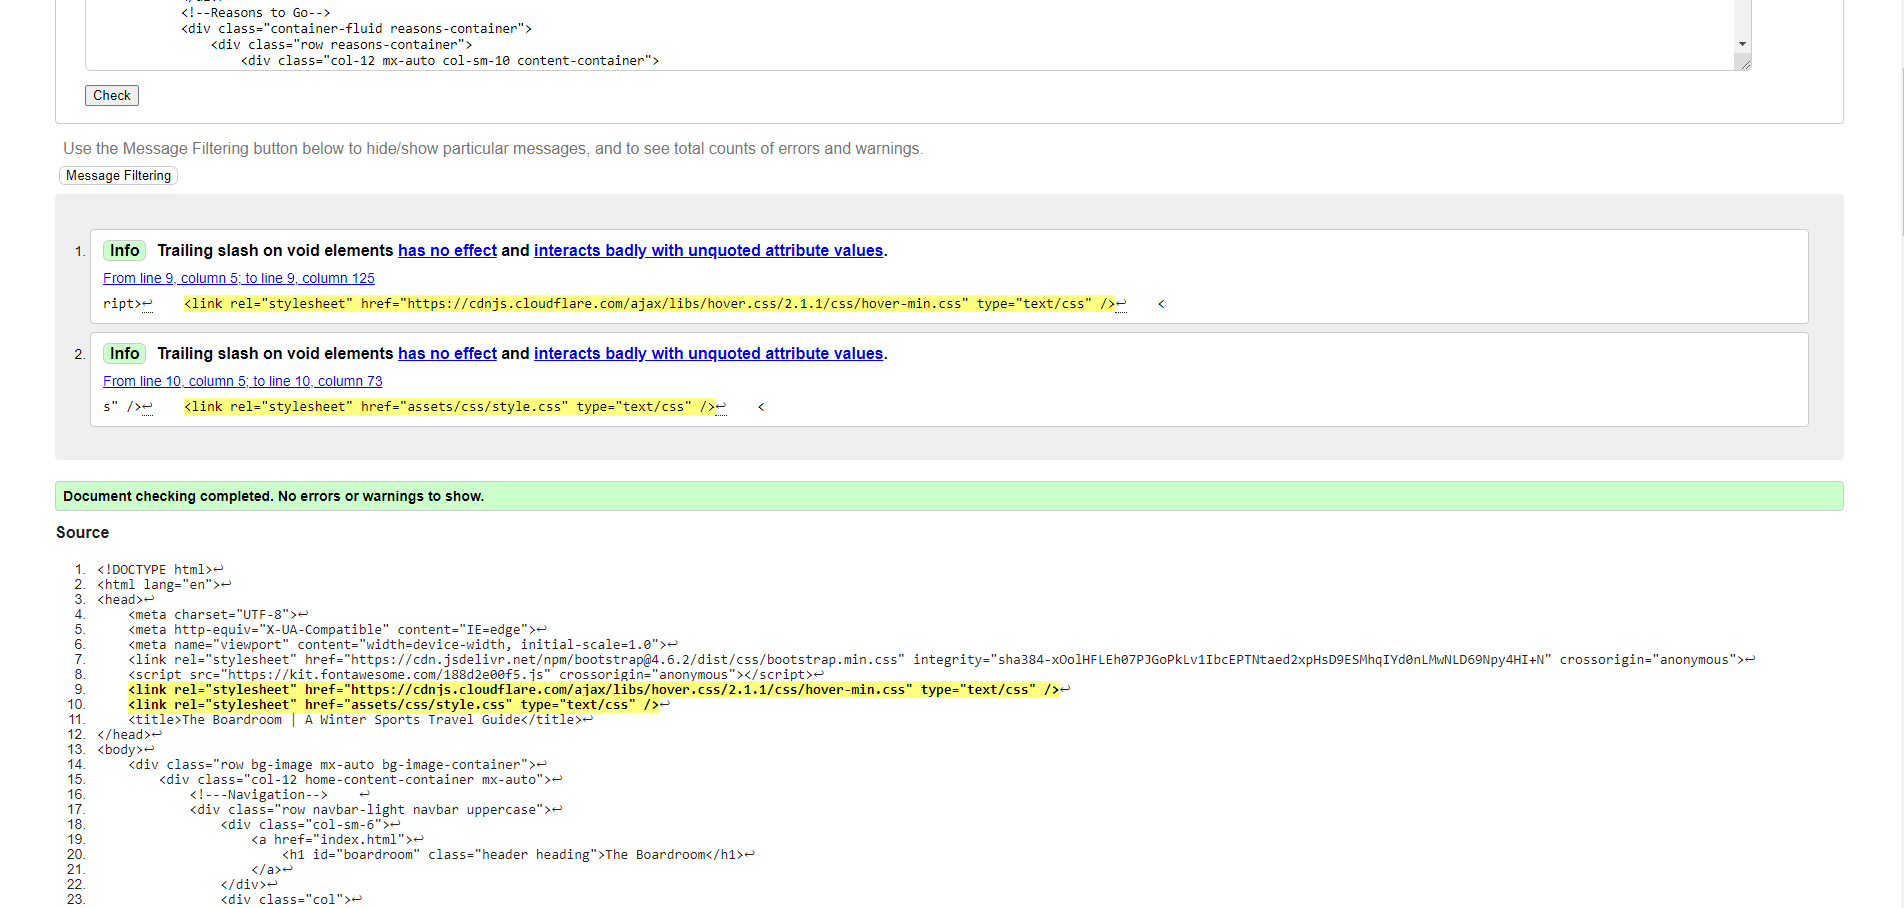 <!--Reasons to Go-->
<div class="container-fluid reasons-container">
<div class="row reasons-container">
<div class="col-12 mx-auto col-sm-10 content-container">
Check
Use the Message Filtering button below to hide/show particular messages, and to see total counts of errors and warnings.
Message Filtering
1. Info Trailing slash on void elements has no effect and interacts badly with unquoted attribute values.
From line 9, column 5; to line 9, column 125
ript>↩ <link rel="stylesheet" href="https://cdnjs.cloudflare.com/ajax/libs/hover.css/2.1.1/css/hover-min.css" type="text/css" />↩ <
2. Info Trailing slash on void elements has no effect and interacts badly with unquoted attribute values.
From line 10, column 5; to line 10, column 73
s" />↩ <link rel="stylesheet" href="assets/css/style.css" type="text/css" />↩ <
Document checking completed. No errors or warnings to show.
Source
1. <!DOCTYPE html>↩
2. <html lang="en">↩
3. <head>↩
4. <meta charset="UTF-8">↩
5. <meta http-equiv="X-UA-Compatible" content="IE=edge">↩
6. <meta name="viewport" content="width=device-width, initial-scale=1.0">↩
7. <link rel="stylesheet" href="https://cdn.jsdelivr.net/npm/bootstrap@4.6.2/dist/css/bootstrap.min.css" integrity="sha384-xOolHFLEh07PJGoPkLv1IbcEPTNtaed2xpHsD9ESMhqIYd0nLMwNLD69Npy4HI+N" crossorigin="anonymous">↩
8. <script src="https://kit.fontawesome.com/188d2e00f5.js" crossorigin="anonymous"></script>↩
9. <link rel="stylesheet" href="https://cdnjs.cloudflare.com/ajax/libs/hover.css/2.1.1/css/hover-min.css" type="text/css" />↩
10. <link rel="stylesheet" href="assets/css/style.css" type="text/css" />↩
11. <title>The Boardroom | A Winter Sports Travel Guide</title>↩
12. </head>↩
13. <body>↩
14. <div class="row bg-image mx-auto bg-image-container">↩
15. <div class="col-12 home-content-container mx-auto">↩
16. <!---Navigation--> ↩
17. <div class="row navbar-light navbar uppercase">↩
18. <div class="col-sm-6">↩
19. <a href="index.html">↩
20. <h1 id="boardroom" class="header heading">The Boardroom</h1>↩
21. </a>↩
22. </div>↩
23. <div class="col">↩